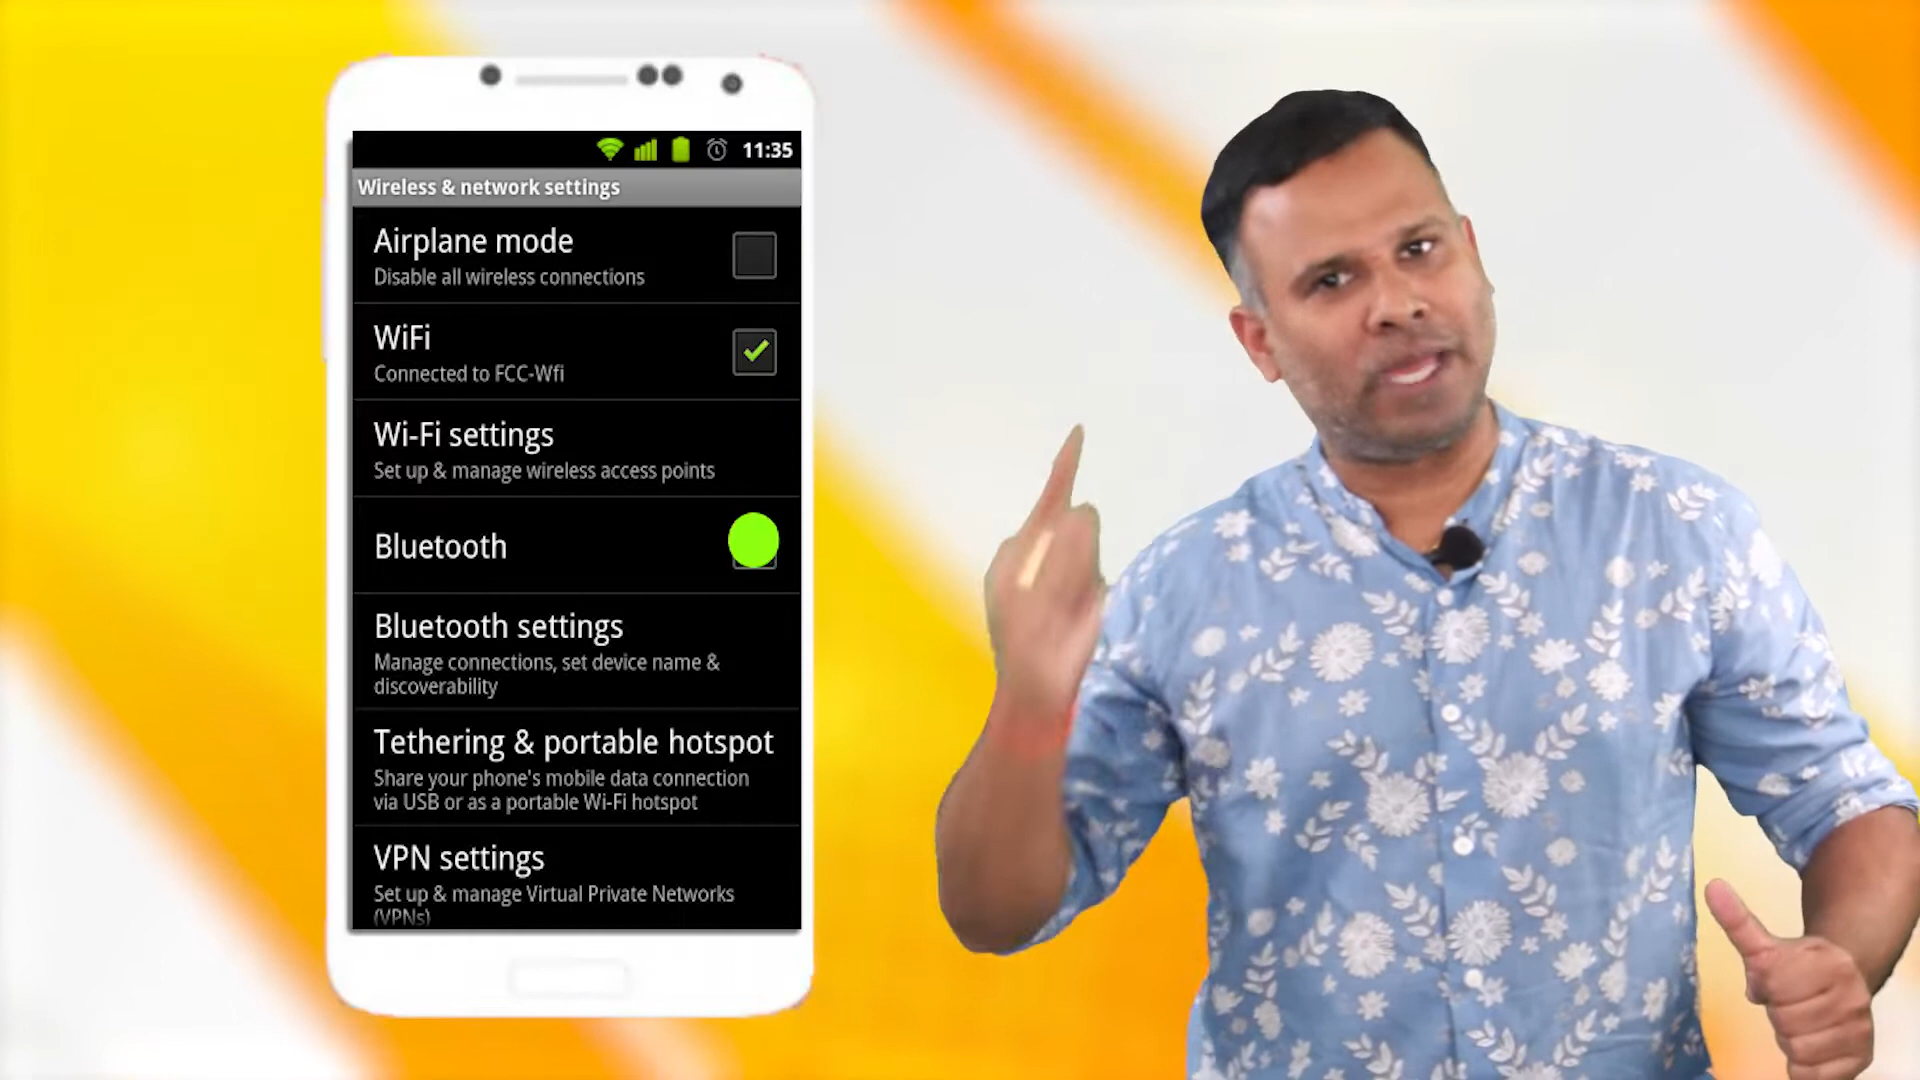 11:35
Wireless & network settings
Airplane mode
Disable all wireless connections
WiFi
Connected to FCC-Wfi
Wi-Fi settings
Set up & manage wireless access points
Bluetooth
Bluetooth settings
Manage connections, set device name &
discoverability
Tethering & portable hotspot
Share your phone's mobile data connection
via USB or as a portable Wi-Fi hotspot
VPN settings
Set up & manage Virtual Private Networks
(VPNs)